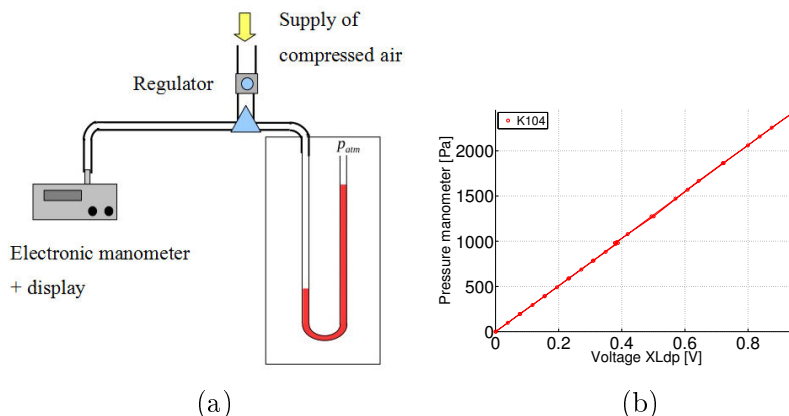 Supply of
compressed air
Regulator
p_atm
Electronic manometer
+ display
(a)
K104
Pressure manometer [Pa]
2000
1500
1000
500
0
0
0.2
0.4
0.6
0.8
Voltage XLdp [V]
(b)